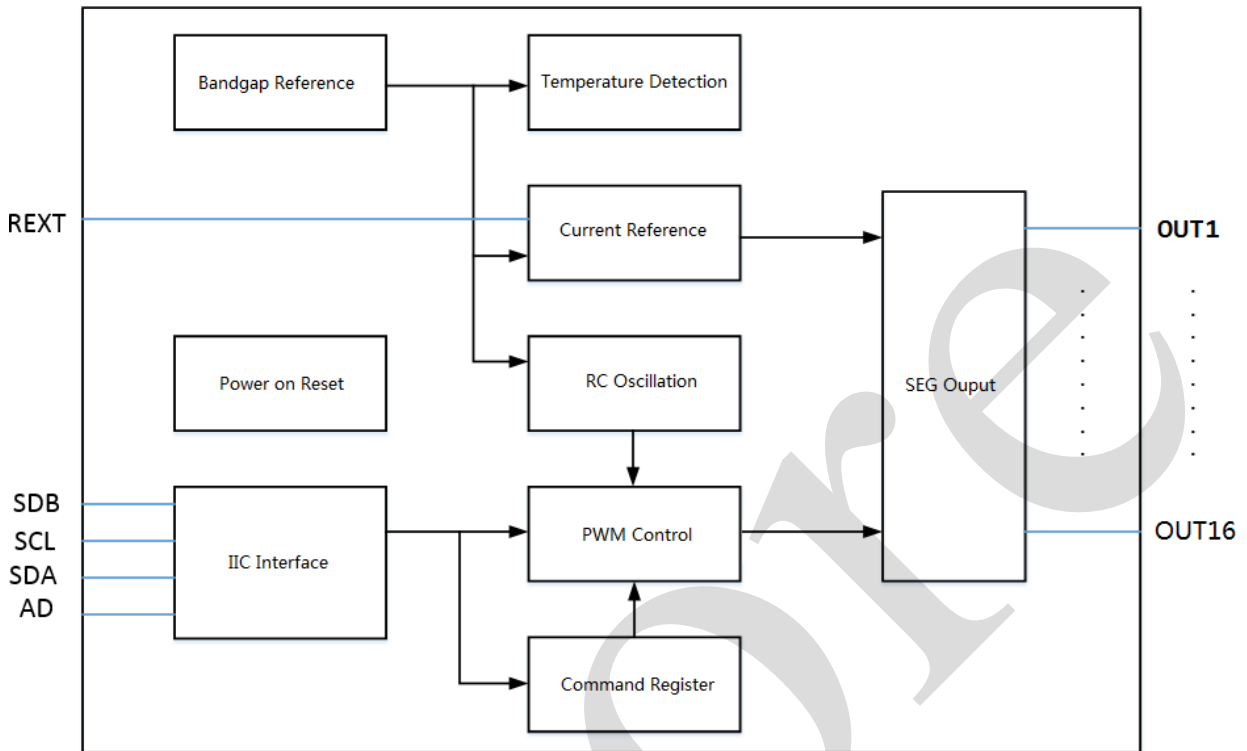 Bandgap Reference
Temperature Detection
REXT
Current Reference
OUT1
Power on Reset
RC Oscillation
SEG Ouput
SDB
SCL
SDA
AD
IIC Interface
PWM Control
OUT16
Command Register
ore